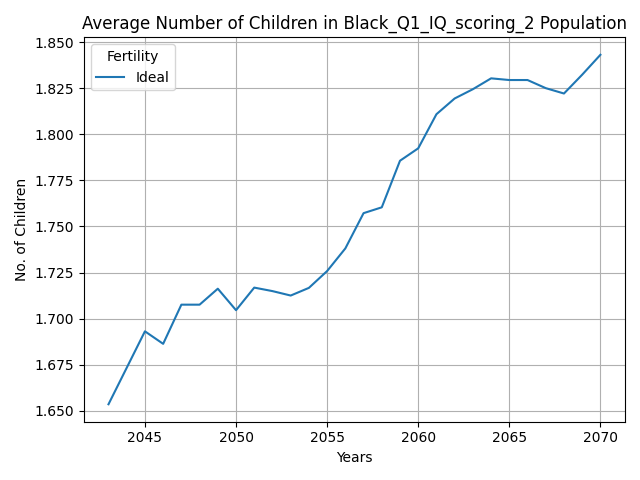 Average Number of Children in Black_Q1_IQ_scoring_2 Population
1.850
1.825
1.800
1.775
1.750
1.725
1.700
1.675
1.650
No. of Children
Fertility
Ideal
2045 2050 2055 2060 2065 2070
Years